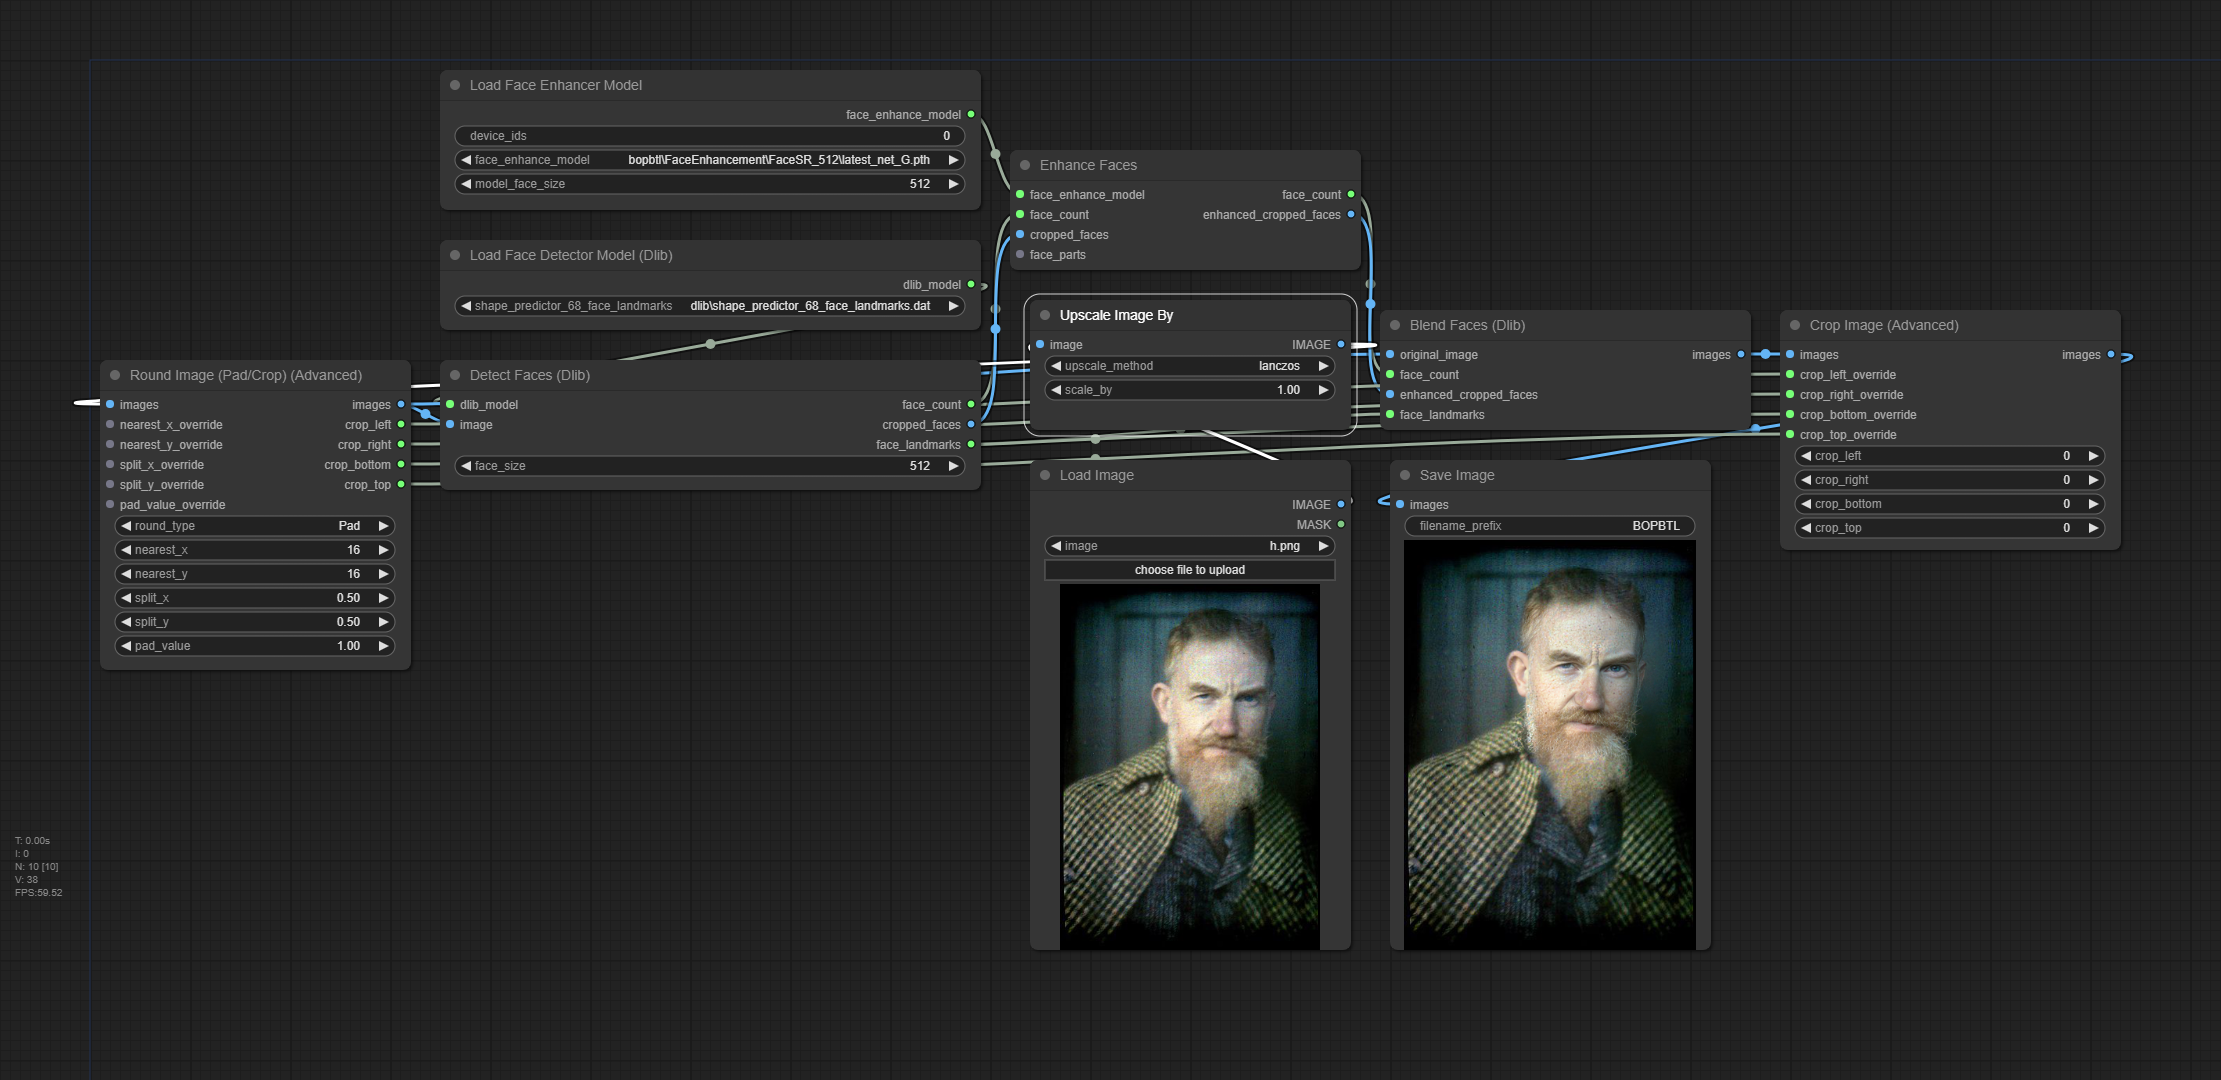 Load Face Enhancer Model
face_enhance_model
device_ids 0
face_enhance_model bopbtl\FaceEnhancement\FaceSR_512\latest_net_G.pth
model_face_size 512
Load Face Detector Model (Dlib)
dlib_model
shape_predictor_68_face_landmarks dlib\shape_predictor_68_face_landmarks.dat
Round Image (Pad/Crop) (Advanced)
images images
nearest_x_override crop_left
nearest_y_override crop_right
split_x_override crop_bottom
split_y_override crop_top
pad_value_override
round_type Pad
nearest_x 16
nearest_y 16
split_x 0.50
split_y 0.50
pad_value 1.00
Detect Faces (Dlib)
dlib_model face_count
image cropped_faces
face_landmarks
face_size 512
Enhance Faces
face_enhance_model face_count
face_count enhanced_cropped_faces
cropped_faces
face_parts
Upscale Image By
image IMAGE
upscale_method lanczos
scale_by 1.00
Load Image
IMAGE
MASK
image h.png
choose file to upload
Blend Faces (Dlib)
original_image images
face_count
enhanced_cropped_faces
face_landmarks
Save Image
images
filename_prefix BOPBTL
Crop Image (Advanced)
images images
crop_left_override
crop_right_override
crop_bottom_override
crop_top_override
crop_left 0
crop_right 0
crop_bottom 0
crop_top 0
T: 0.00s
I: 0
N: 10 [10]
V: 38
FPS:59.52